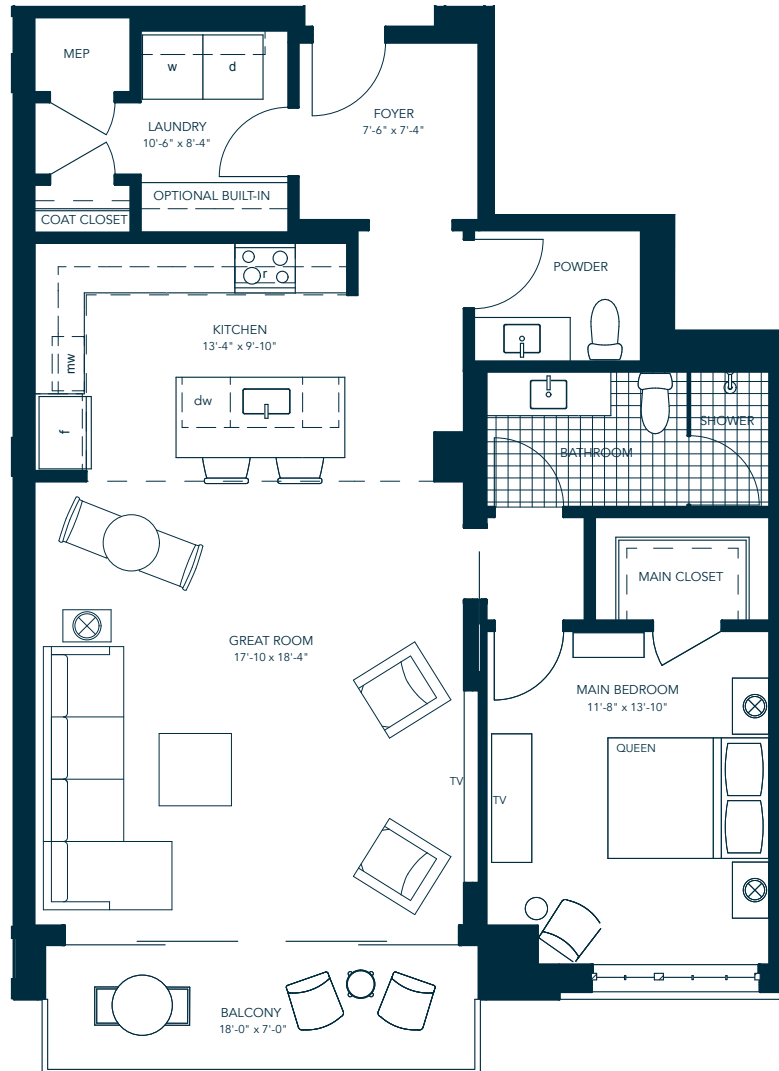 MEP
w
d
LAUNDRY
10'-6" x 8'-4"
FOYER
7'-6" x 7'-4"
OPTIONAL BUILT-IN
COAT CLOSET
POWDER
r
KITCHEN
13'-4" x 9'-10"
mw
dw
f
SHOWER
BATHROOM
MAIN CLOSET
GREAT ROOM
17'-10 x 18'-4"
MAIN BEDROOM
11'-8" x 13'-10"
QUEEN
TV
TV
BALCONY
18'-0" x 7'-0"